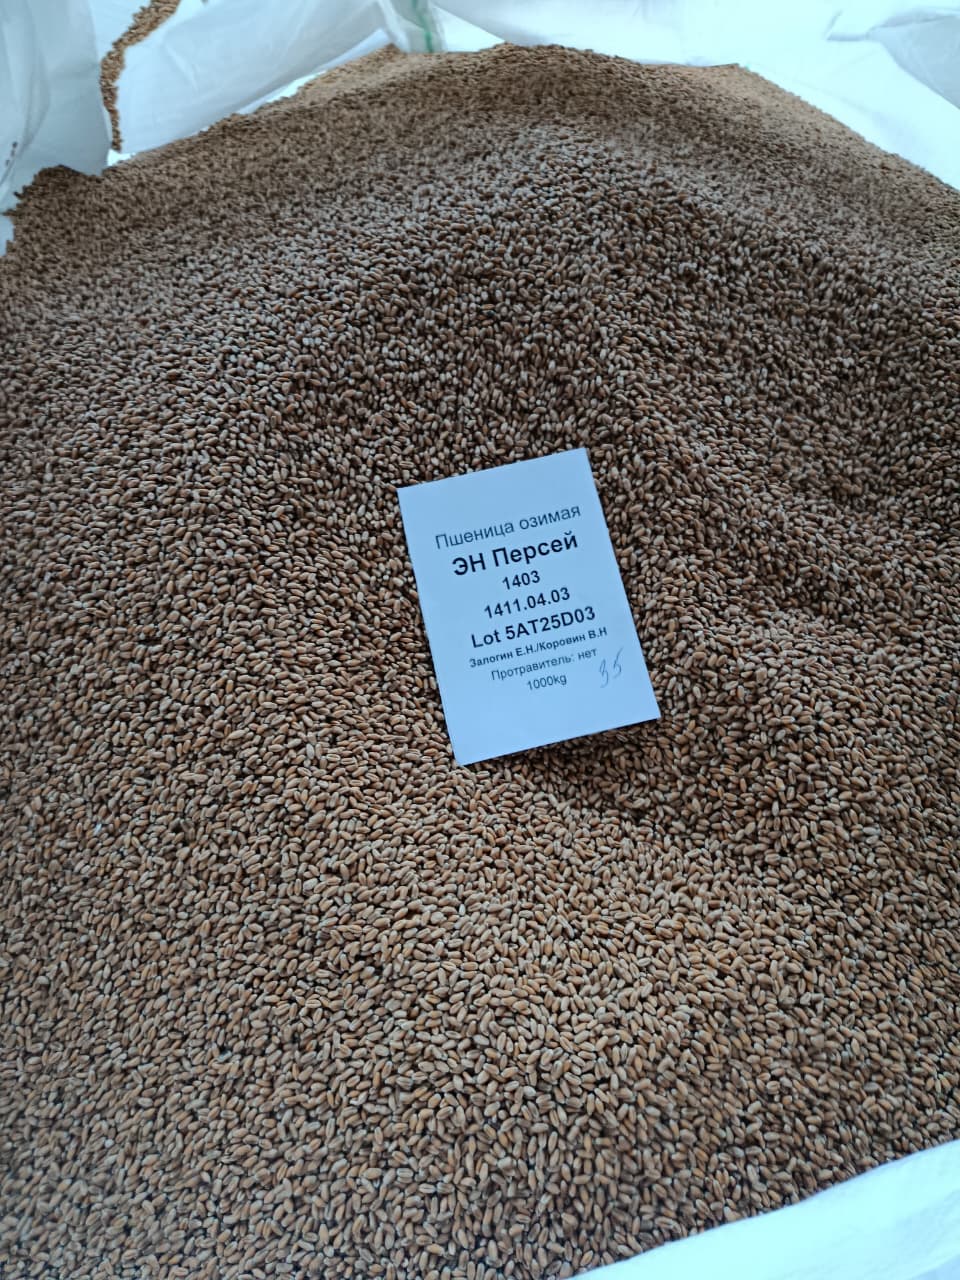 Пшеница озимая
ЭН Персей
1403
1411.04.03
Lot 5AT25D03
Залогин Е.Н./Коровин В.Н
Протравитель: нет
1000kg
35